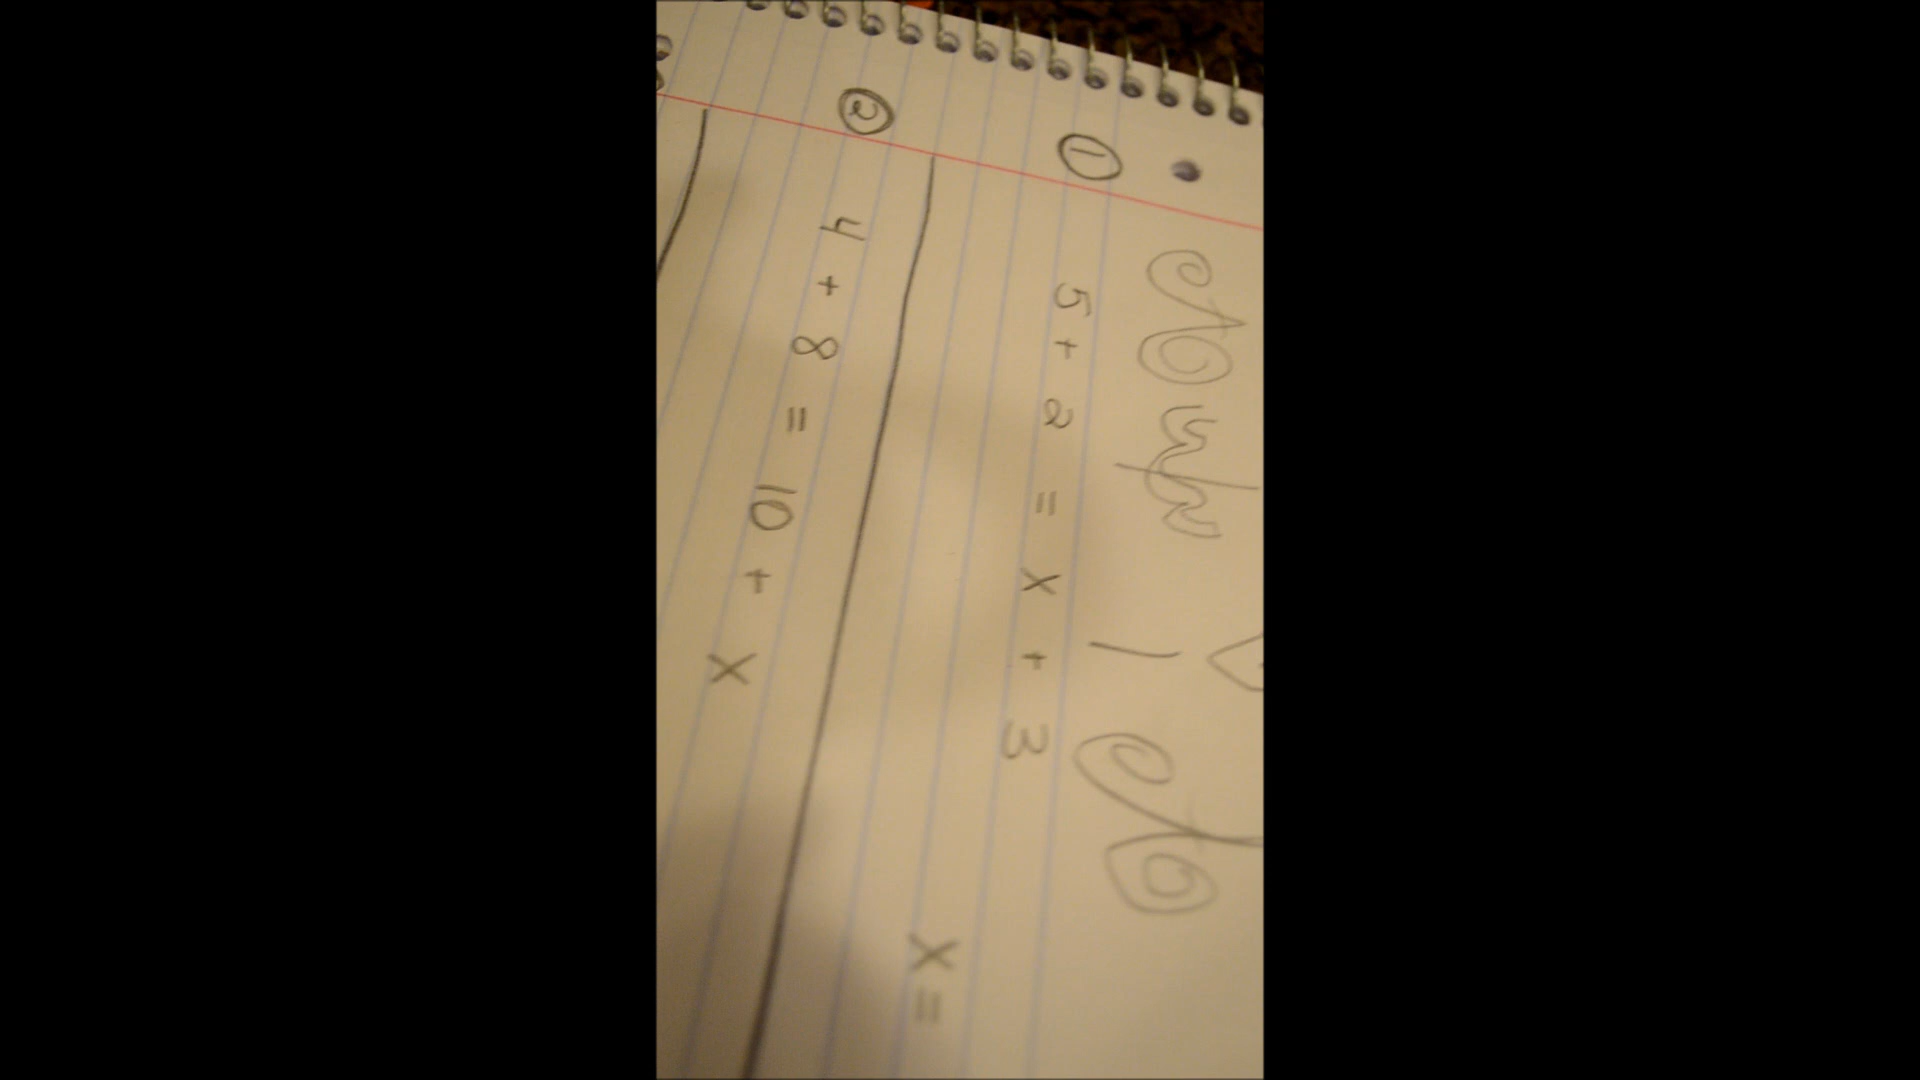 ① 5 + 2 = x + 3
x =
② 4 + 8 = 10 + x